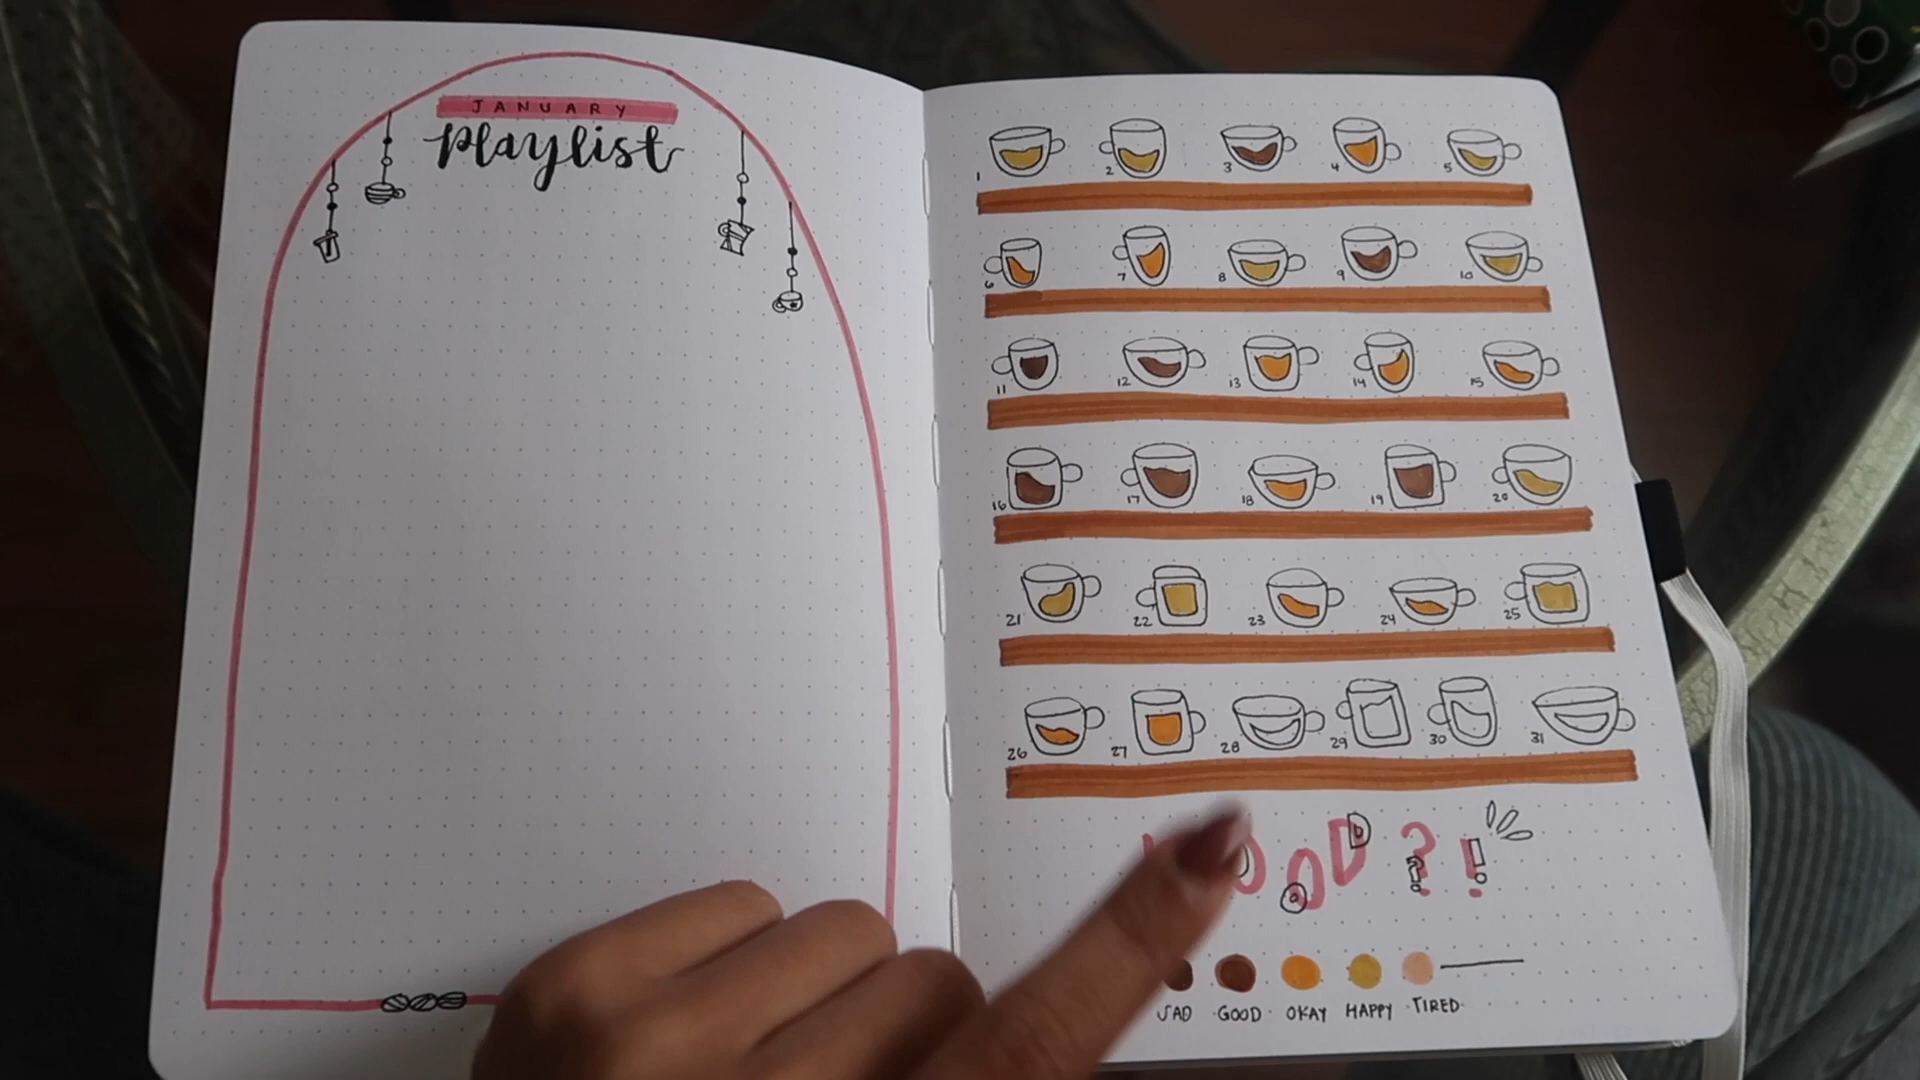 JANUARY
playlist
1 2 3 4 5
6 7 8 9 10
11 12 13 14 15
16 17 18 19 20
21 22 23 24 25
26 27 28 29 30 31
OOD?!
SAD GOOD OKAY HAPPY TIRED